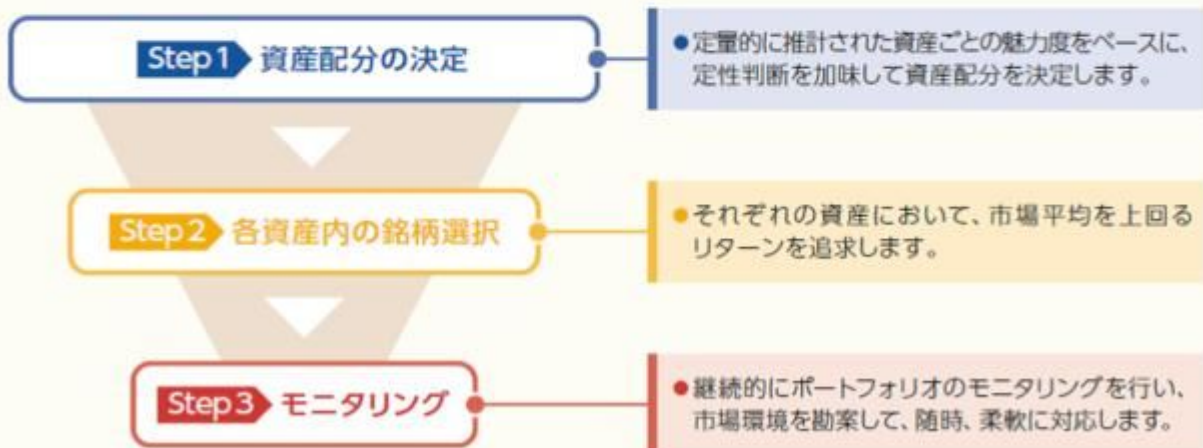 Step1 資産配分の決定
●定量的に推計された資産ごとの魅力度をベースに、
定性判断を加味して資産配分を決定します。
Step2 各資産内の銘柄選択
●それぞれの資産において、市場平均を上回る
リターンを追求します。
Step3 モニタリング
●継続的にポートフォリオのモニタリングを行い、
市場環境を勘案して、随時、柔軟に対応します。